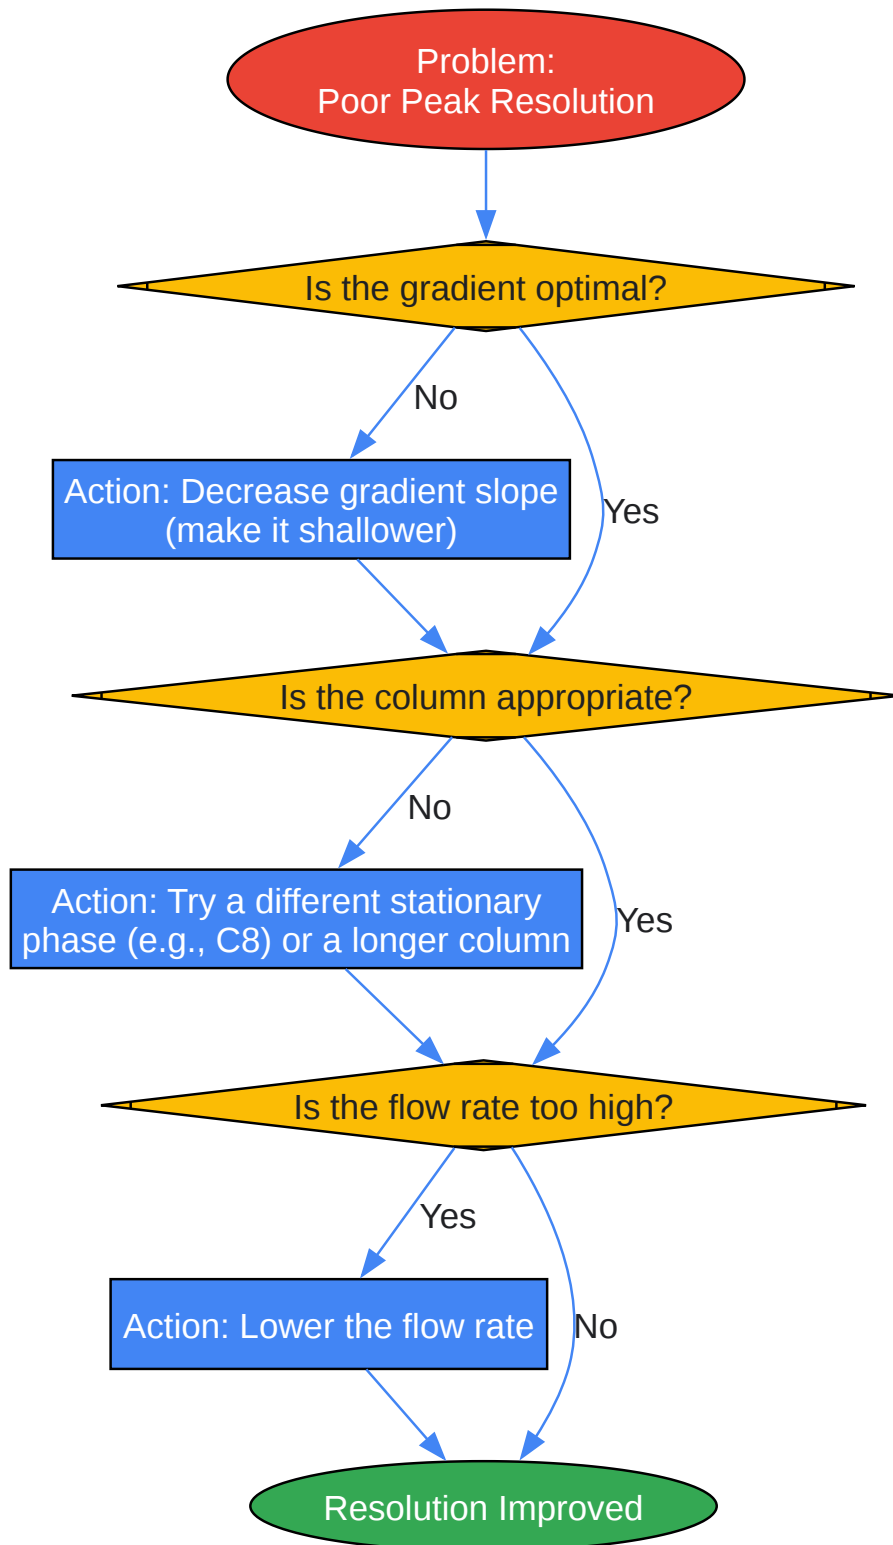 Problem:
Poor Peak Resolution
Is the gradient optimal?
No
Action: Decrease gradient slope
(make it shallower)
Yes
Is the column appropriate?
No
Action: Try a different stationary
phase (e.g., C8) or a longer column
Yes
Is the flow rate too high?
Yes
Action: Lower the flow rate
No
Resolution Improved